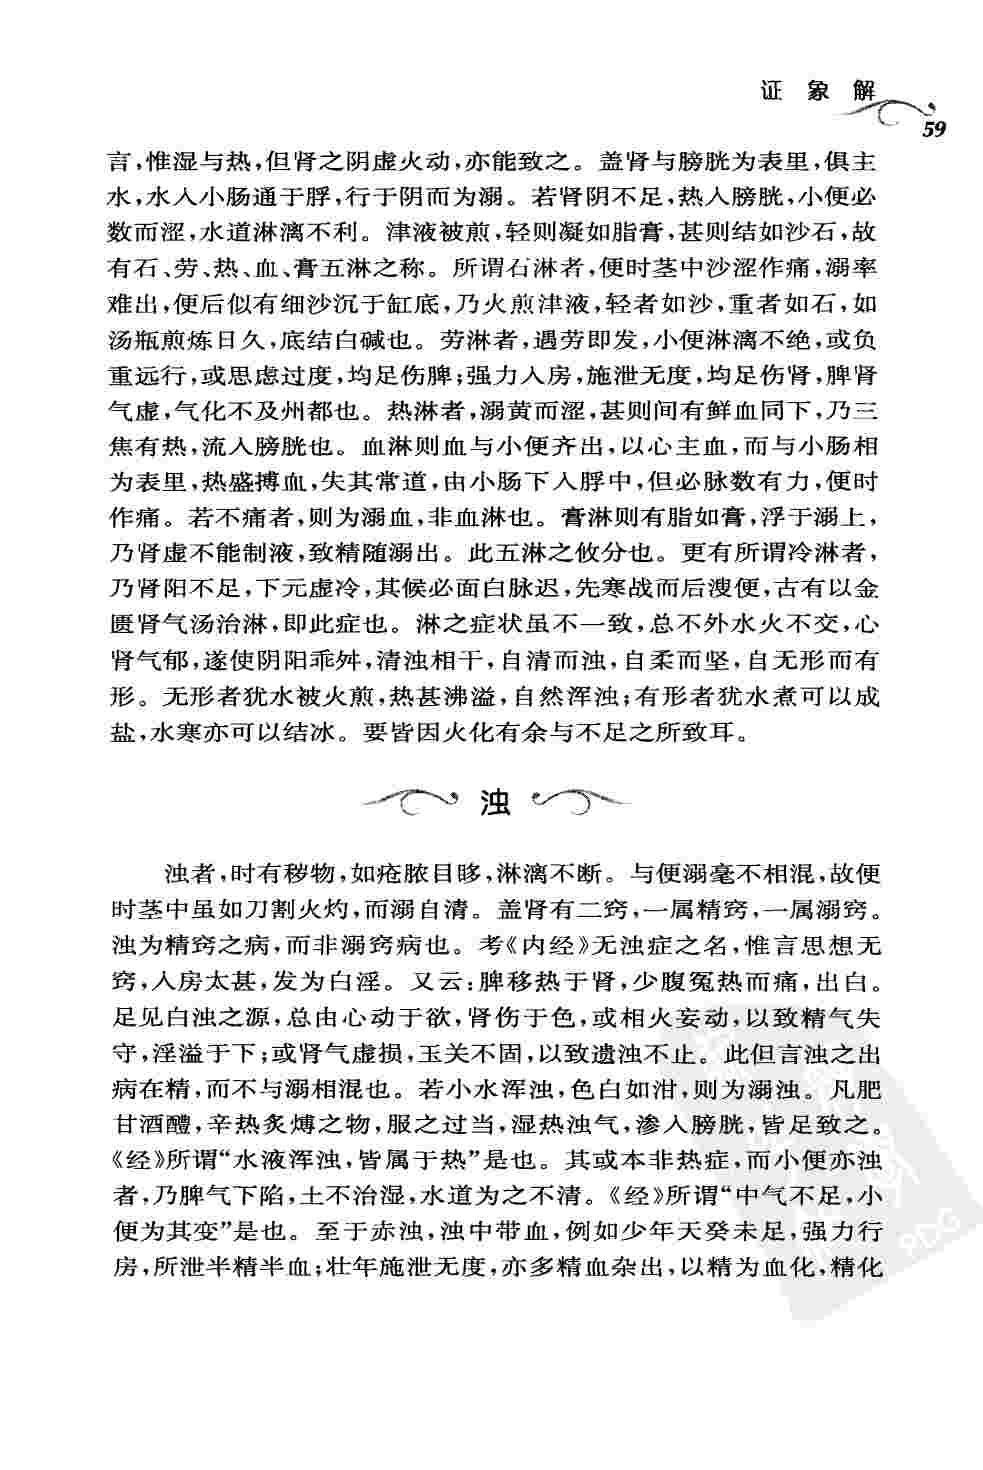 证象解
59
言,惟湿与热,但肾之阴虚火动,亦能致之。盖肾与膀胱为表里,俱主
水,水入小肠通于脬,行于阴而为溺。若肾阴不足,热入膀胱,小便必
数而涩,水道淋漓不利。津液被煎,轻则凝如脂膏,甚则结如沙石,故
有石、劳、热、血、膏五淋之称。所谓石淋者,便时茎中沙涩作痛,溺率
难出,便后似有细沙沉于缸底,乃火煎津液,轻者如沙,重者如石,如
汤瓶煎炼日久,底结白碱也。劳淋者,遇劳即发,小便淋漓不绝,或负
重远行,或思虑过度,均足伤脾;强力入房,施泄无度,均足伤肾,脾肾
气虚,气化不及州都也。热淋者,溺黄而涩,甚则间有鲜血同下,乃三
焦有热,流入膀胱也。血淋则血与小便齐出,以心主血,而与小肠相
为表里,热盛搏血,失其常道,由小肠下入脬中,但必脉数有力,便时
作痛。若不痛者,则为溺血,非血淋也。膏淋则有脂如膏,浮于溺上,
乃肾虚不能制液,致精随溺出。此五淋之攸分也。更有所谓冷淋者,
乃肾阳不足,下元虚冷,其候必面白脉迟,先寒战而后溲便,古有以金
匮肾气汤治淋,即此症也。淋之症状虽不一致,总不外水火不交,心
肾气郁,遂使阴阳乖舛,清浊相干,自清而浊,自柔而坚,自无形而有
形。无形者犹水被火煎,热甚沸溢,自然浑浊;有形者犹水煮可以成
盐,水寒亦可以结冰。要皆因火化有余与不足之所致耳。
浊
浊者,时有秽物,如疮脓目眵,淋漓不断。与便溺毫不相混,故便
时茎中虽如刀割火灼,而溺自清。盖肾有二窍,一属精窍,一属溺窍。
浊为精窍之病,而非溺窍病也。考《内经》无浊症之名,惟言思想无
穷,入房太甚,发为白淫。又云:脾移热于肾,少腹冤热而痛,出白。
足见白浊之源,总由心动于欲,肾伤于色,或相火妄动,以致精气失
守,淫溢于下;或肾气虚损,玉关不固,以致遗浊不止。此但言浊之出
病在精,而不与溺相混也。若小水浑浊,色白如泔,则为溺浊。凡肥
甘酒醴,辛热炙煿之物,服之过当,湿热浊气,渗入膀胱,皆足致之。
《经》所谓“水液浑浊,皆属于热”是也。其或本非热症,而小便亦浊
者,乃脾气下陷,土不治湿,水道为之不清。《经》所谓“中气不足,小
便为其变”是也。至于赤浊,浊中带血,例如少年天癸未足,强力行
房,所泄半精半血;壮年施泄无度,亦多精血杂出,以精为血化,精化
PDG